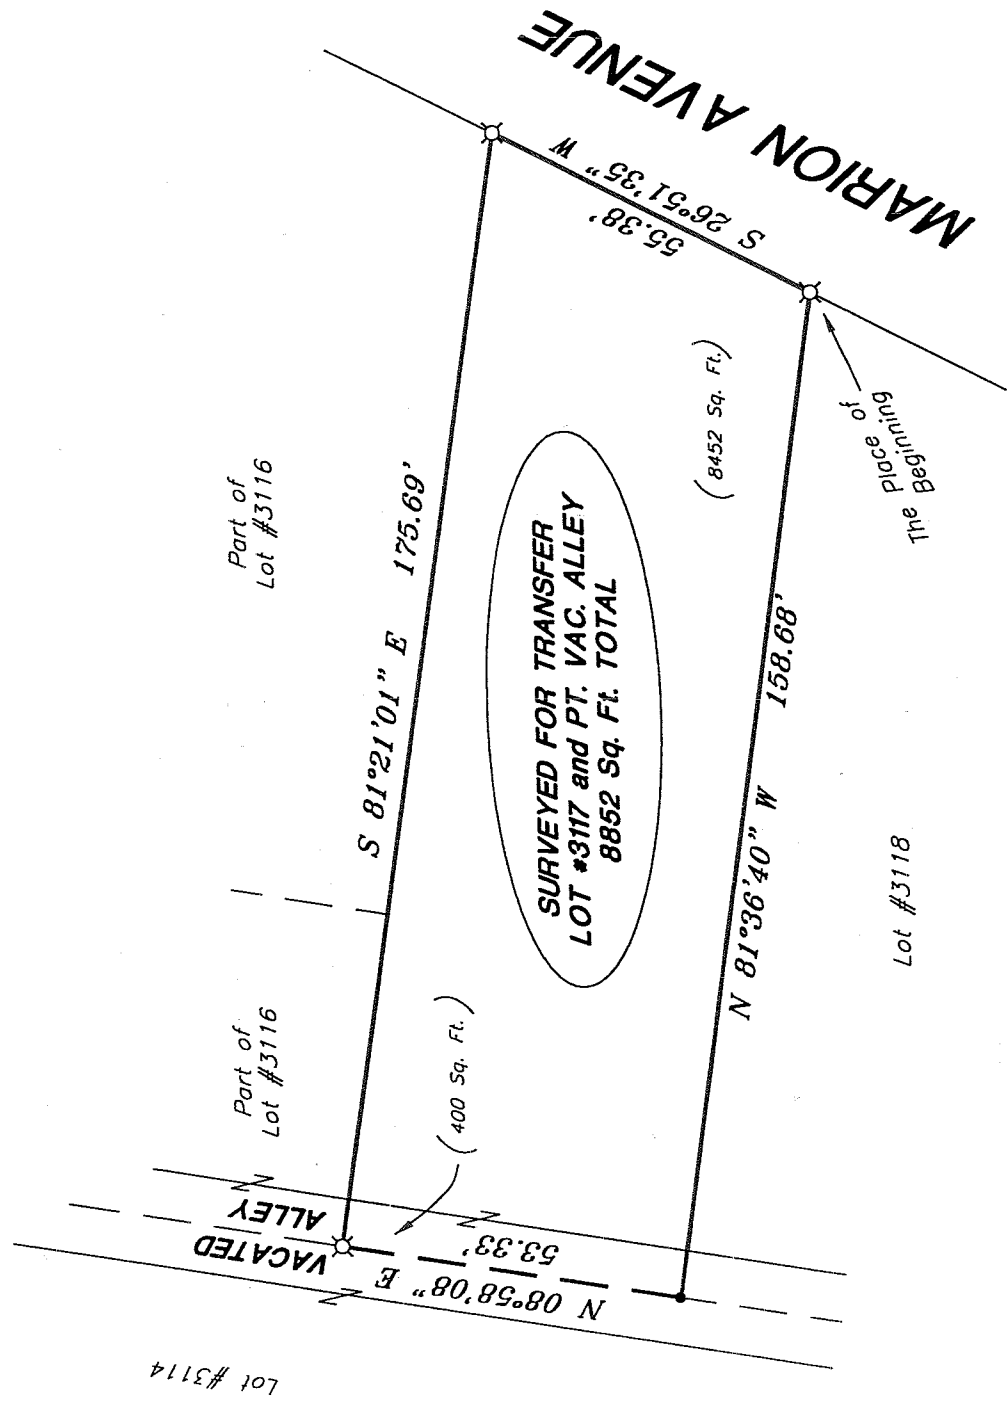 MARION AVENUE
S 26°51'35" W
55.38'
Part of
Lot #3116
S 81°21'01" E 175.69'
(8452 Sq. Ft.)
The Place of
Beginning
SURVEYED FOR TRANSFER
LOT #3117 and PT. VAC. ALLEY
8852 Sq. Ft. TOTAL
N 81°36'40" W 158.68'
Lot #3118
Part of
Lot #3116
(400 Sq. Ft.)
VACATED
ALLEY
53.33'
N 08°58'08" E
Lot #3114